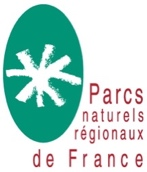 Parcs
naturels
régionaux
de France